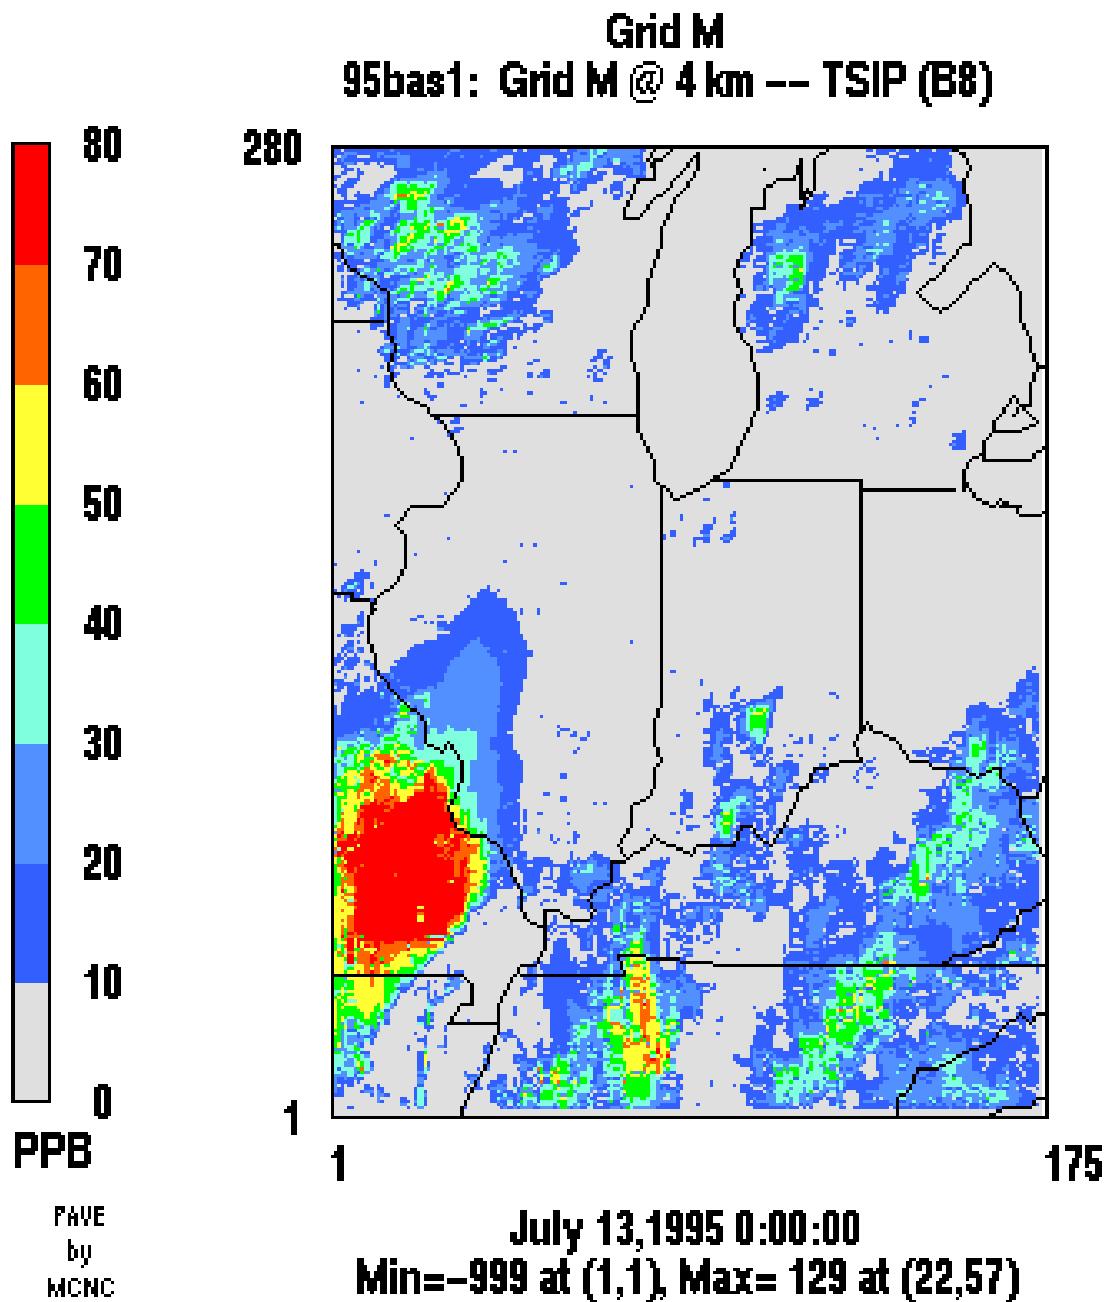 Grid M
95bas1: Grid M @ 4 km -- TSIP (B8)
80
70
60
50
40
30
20
10
0
PPB
280
1
1
175
PAVE
by
MCNC
July 13,1995 0:00:00
Min=-999 at (1,1), Max= 129 at (22,57)